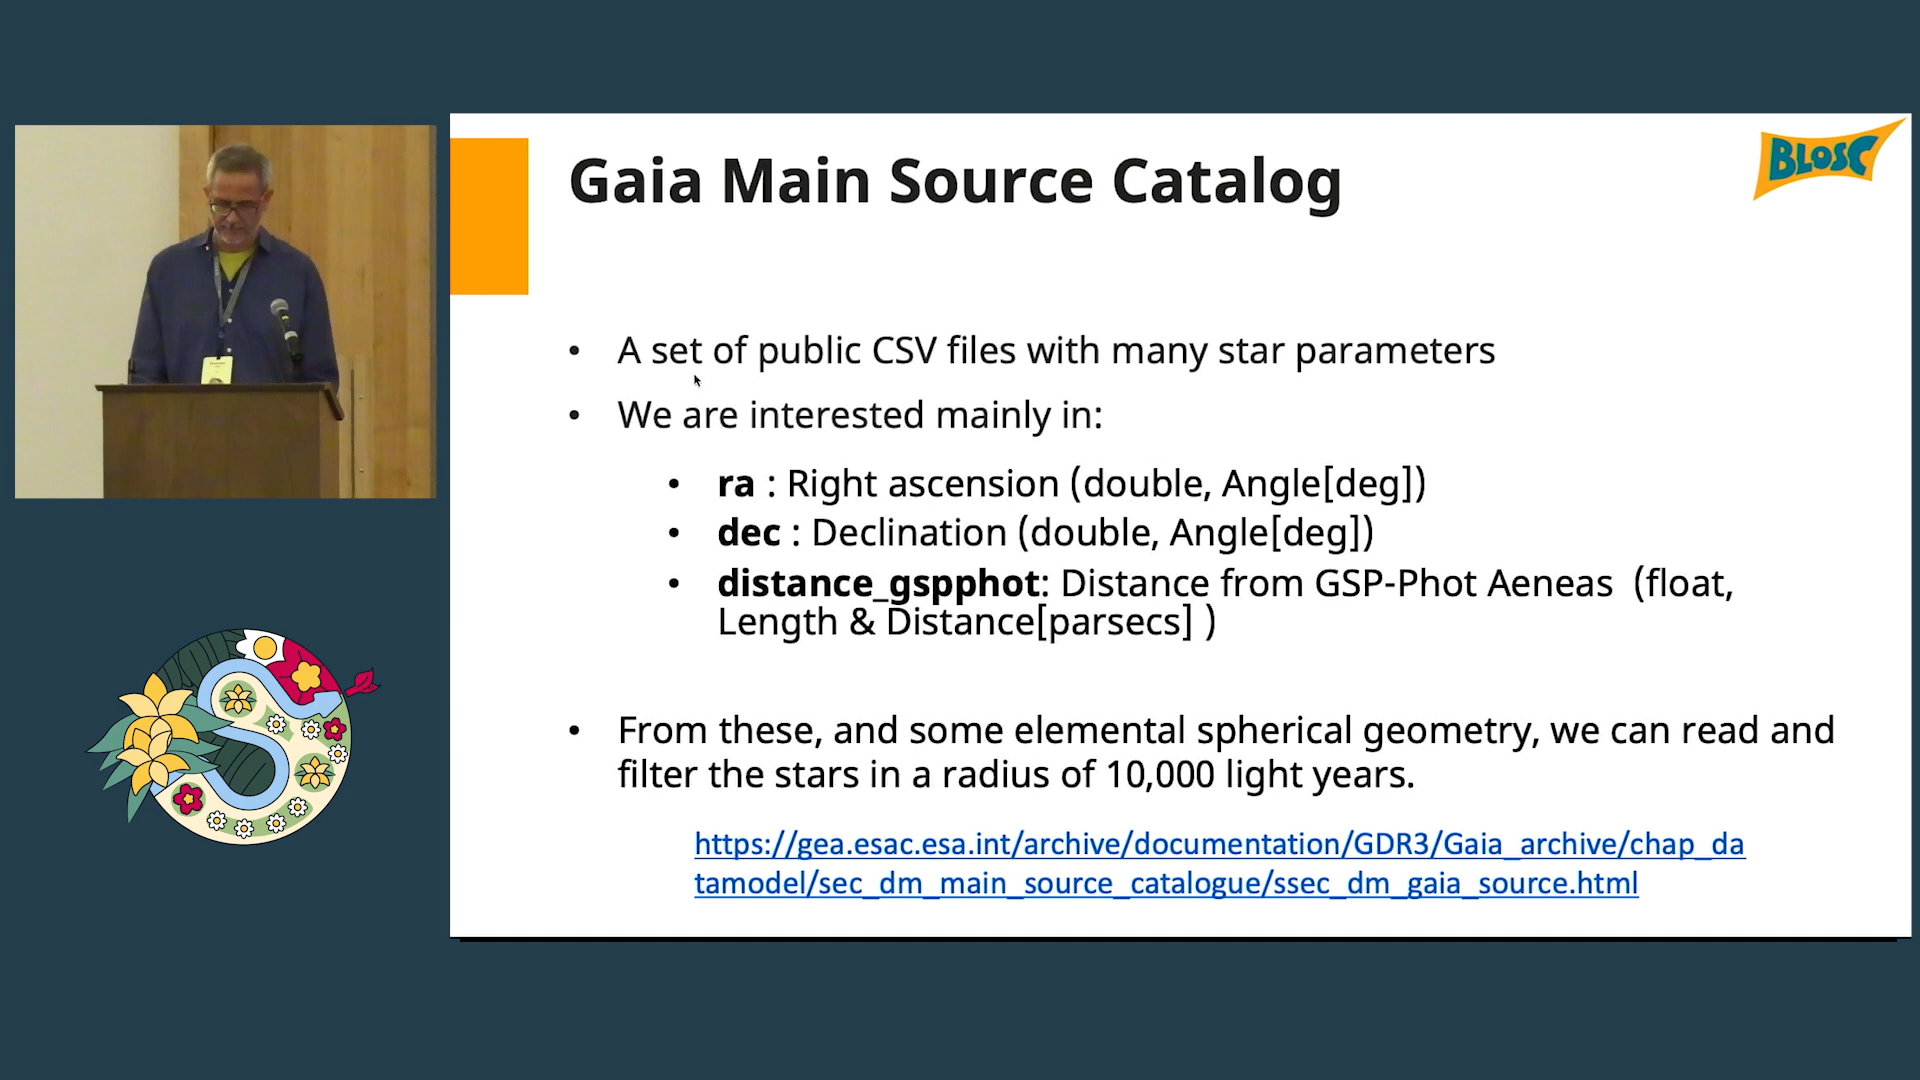 Gaia Main Source Catalog
BLOSC
• A set of public CSV files with many star parameters
• We are interested mainly in:
• ra : Right ascension (double, Angle[deg])
• dec : Declination (double, Angle[deg])
• distance_gspphot: Distance from GSP-Phot Aeneas (float,
Length & Distance[parsecs] )
• From these, and some elemental spherical geometry, we can read and
filter the stars in a radius of 10,000 light years.
https://gea.esac.esa.int/archive/documentation/GDR3/Gaia_archive/chap_da
tamodel/sec_dm_main_source_catalogue/ssec_dm_gaia_source.html